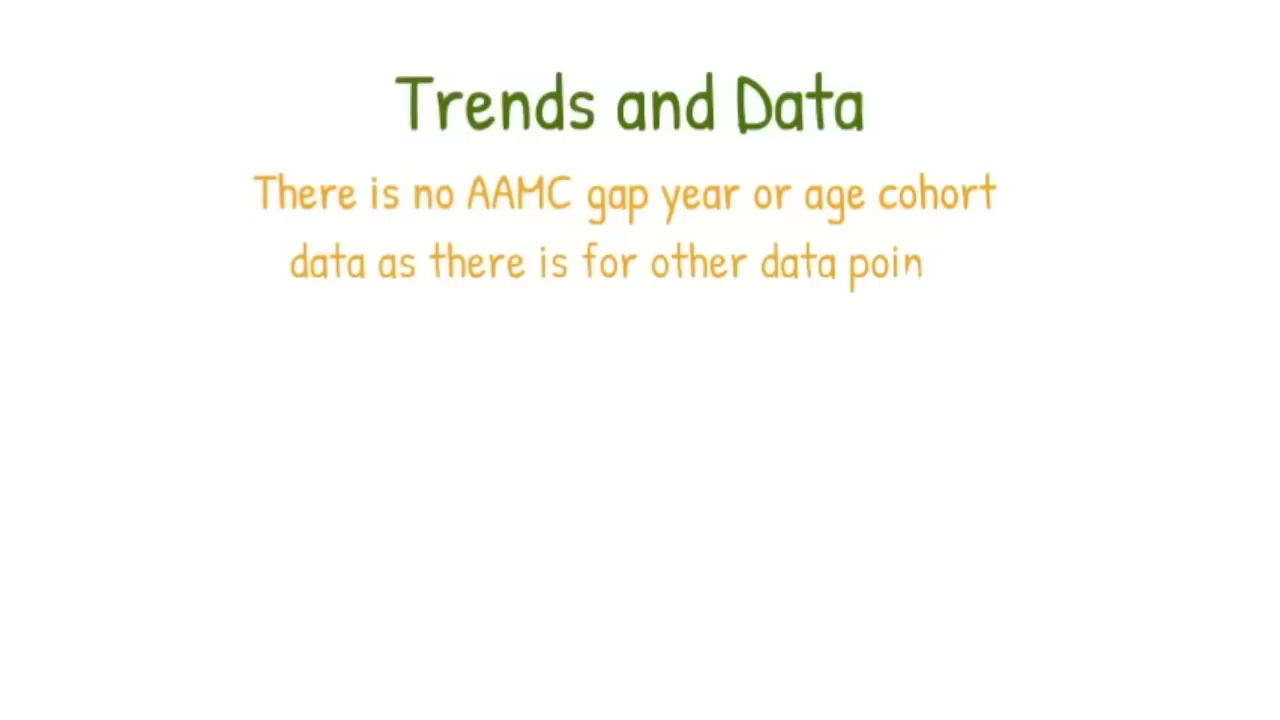 Trends and Data
There is no AAMC gap year or age cohort
data as there is for other data poin